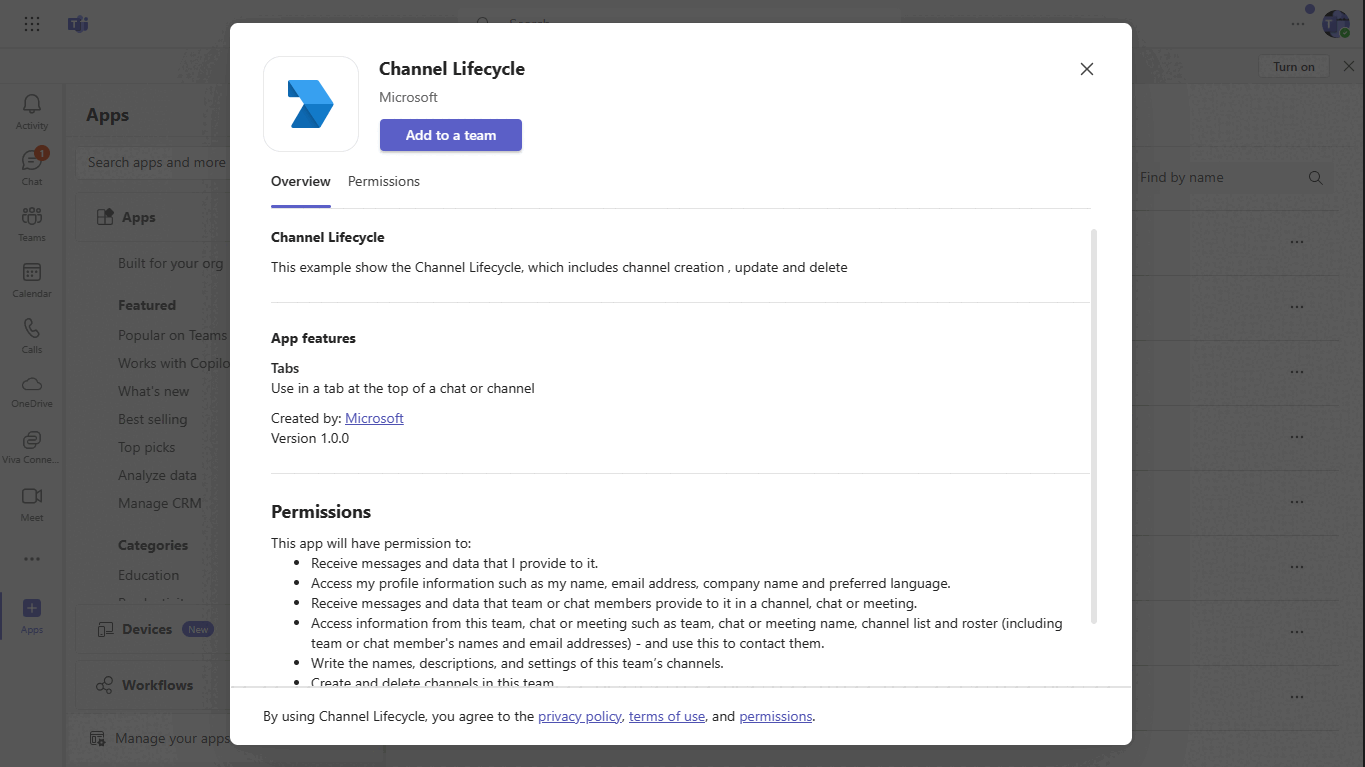 Search
Turn on
Activity
1
Chat
Teams
Calendar
Calls
OneDrive
Viva Conne...
Meet
Apps
Apps
Search apps and more
Apps
Built for your org
Featured
Popular on Teams
Works with Copilo
What's new
Best selling
Top picks
Analyze data
Manage CRM
Categories
Education
Productivity
Devices New
Workflows
Manage your apps
Find by name
Channel Lifecycle
Microsoft
Add to a team
Overview Permissions
Channel Lifecycle
This example show the Channel Lifecycle, which includes channel creation , update and delete
App features
Tabs
Use in a tab at the top of a chat or channel
Created by: Microsoft
Version 1.0.0
Permissions
This app will have permission to:
• Receive messages and data that I provide to it.
• Access my profile information such as my name, email address, company name and preferred language.
• Receive messages and data that team or chat members provide to it in a channel, chat or meeting.
• Access information from this team, chat or meeting such as team, chat or meeting name, channel list and roster (including
team or chat member's names and email addresses) - and use this to contact them.
• Write the names, descriptions, and settings of this team's channels.
• Create and delete channels in this team.
By using Channel Lifecycle, you agree to the privacy policy, terms of use, and permissions.